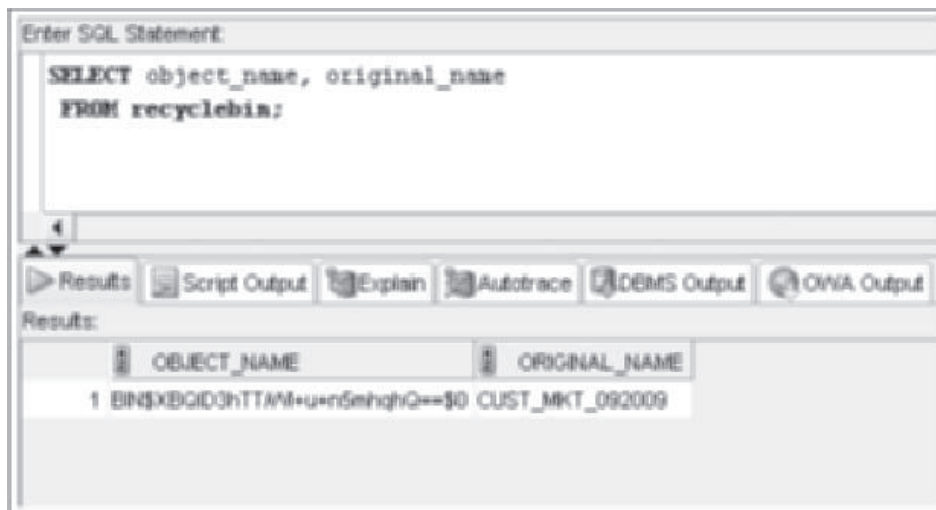 Enter SQL Statement:
SELECT object_name, original_name
FROM recyclebin;
Results Script Output Explain Autotrace DBMS Output OWA Output
Results:
OBJECT_NAME ORIGINAL_NAME
1 CUST_MKT_092009